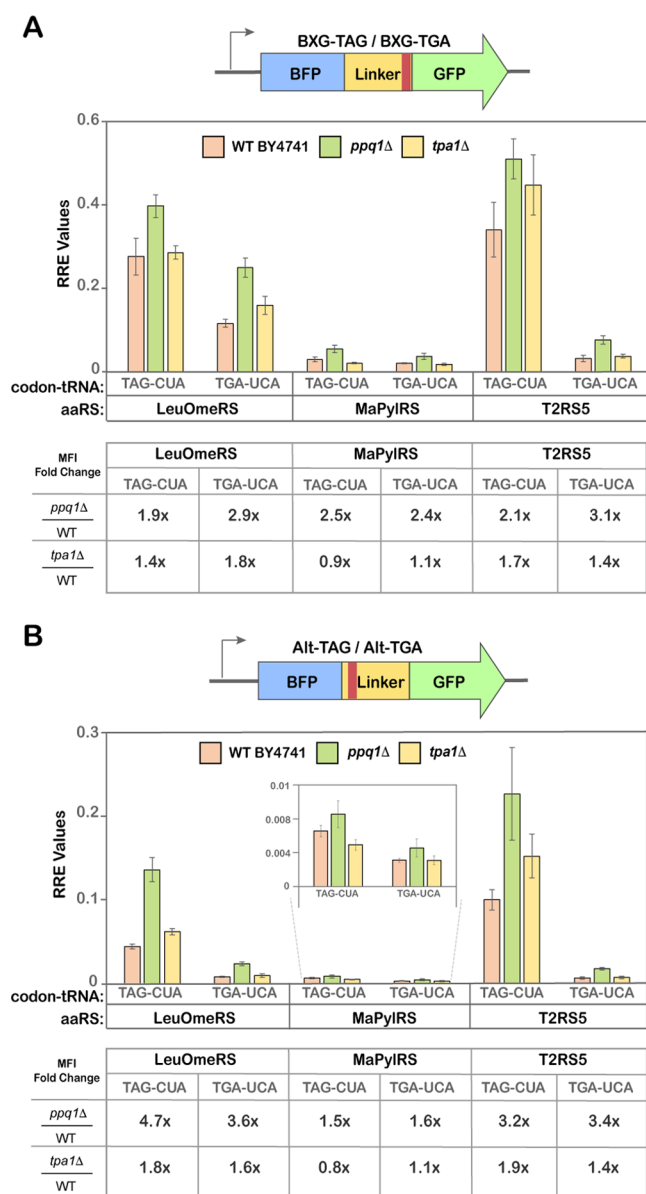 A
BXG-TAG / BXG-TGA
BFP Linker GFP
0.6
WT BY4741 ppq1Δ tpa1Δ
0.4
RRE Values
0.2
0
codon-tRNA: TAG-CUA TGA-UCA TAG-CUA TGA-UCA TAG-CUA TGA-UCA
aaRS: LeuOmeRS MaPylRS T2RS5
MFI Fold Change LeuOmeRS MaPylRS T2RS5
TAG-CUA TGA-UCA TAG-CUA TGA-UCA TAG-CUA TGA-UCA
ppq1Δ
WT
1.9x 2.9x 2.5x 2.4x 2.1x 3.1x
tpa1Δ
WT
1.4x 1.8x 0.9x 1.1x 1.7x 1.4x
B
Alt-TAG / Alt-TGA
BFP Linker GFP
0.3
WT BY4741 ppq1Δ tpa1Δ
0.01
0.008
0.004
0
TAG-CUA TGA-UCA
0.2
RRE Values
0.1
0
codon-tRNA: TAG-CUA TGA-UCA TAG-CUA TGA-UCA TAG-CUA TGA-UCA
aaRS: LeuOmeRS MaPylRS T2RS5
MFI Fold Change LeuOmeRS MaPylRS T2RS5
TAG-CUA TGA-UCA TAG-CUA TGA-UCA TAG-CUA TGA-UCA
ppq1Δ
WT
4.7x 3.6x 1.5x 1.6x 3.2x 3.4x
tpa1Δ
WT
1.8x 1.6x 0.8x 1.1x 1.9x 1.4x